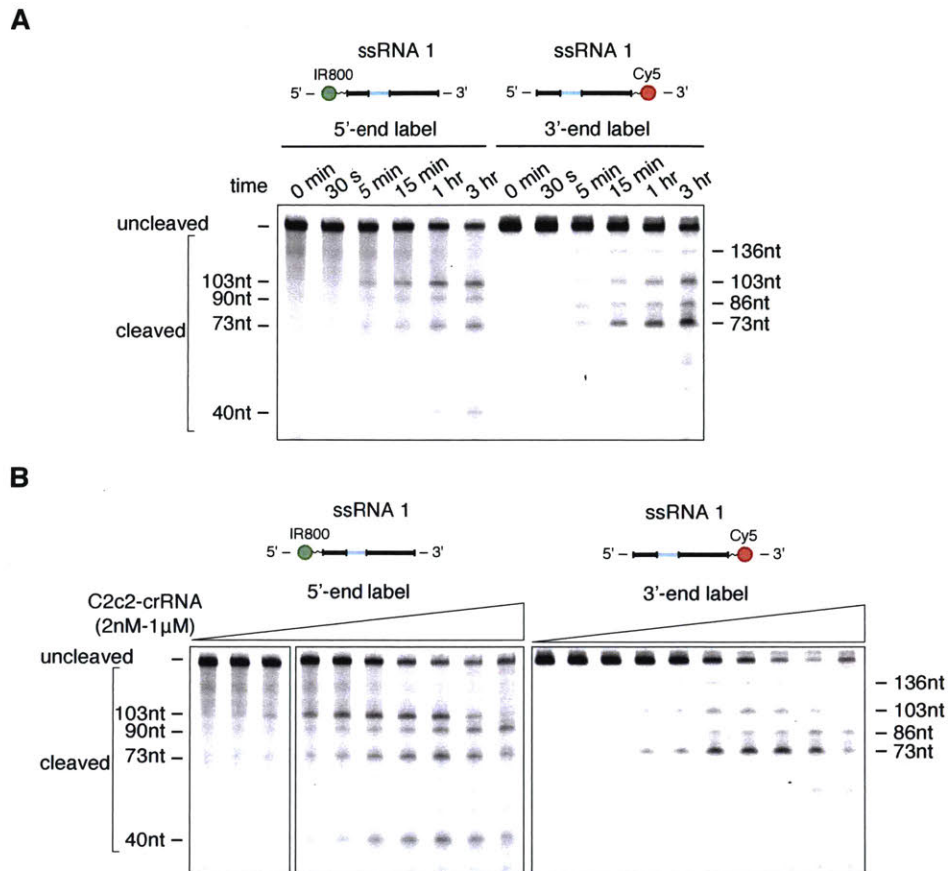 A
ssRNA 1 ssRNA 1
IR800 Cy5
5' – – 3' 5' – – 3'
5'-end label 3'-end label
time 0 min 30 s 5 min 15 min 1 hr 3 hr 0 min 30 s 5 min 15 min 1 hr 3 hr
uncleaved –
– 136nt
103nt – – 103nt
90nt – – 86nt
cleaved 73nt – – 73nt
40nt –
B
ssRNA 1 ssRNA 1
IR800 Cy5
5' – – 3' 5' – – 3'
5'-end label 3'-end label
C2c2-crRNA
(2nM-1µM)
uncleaved –
– 136nt
103nt – – 103nt
90nt – – 86nt
73nt – – 73nt
cleaved
40nt –